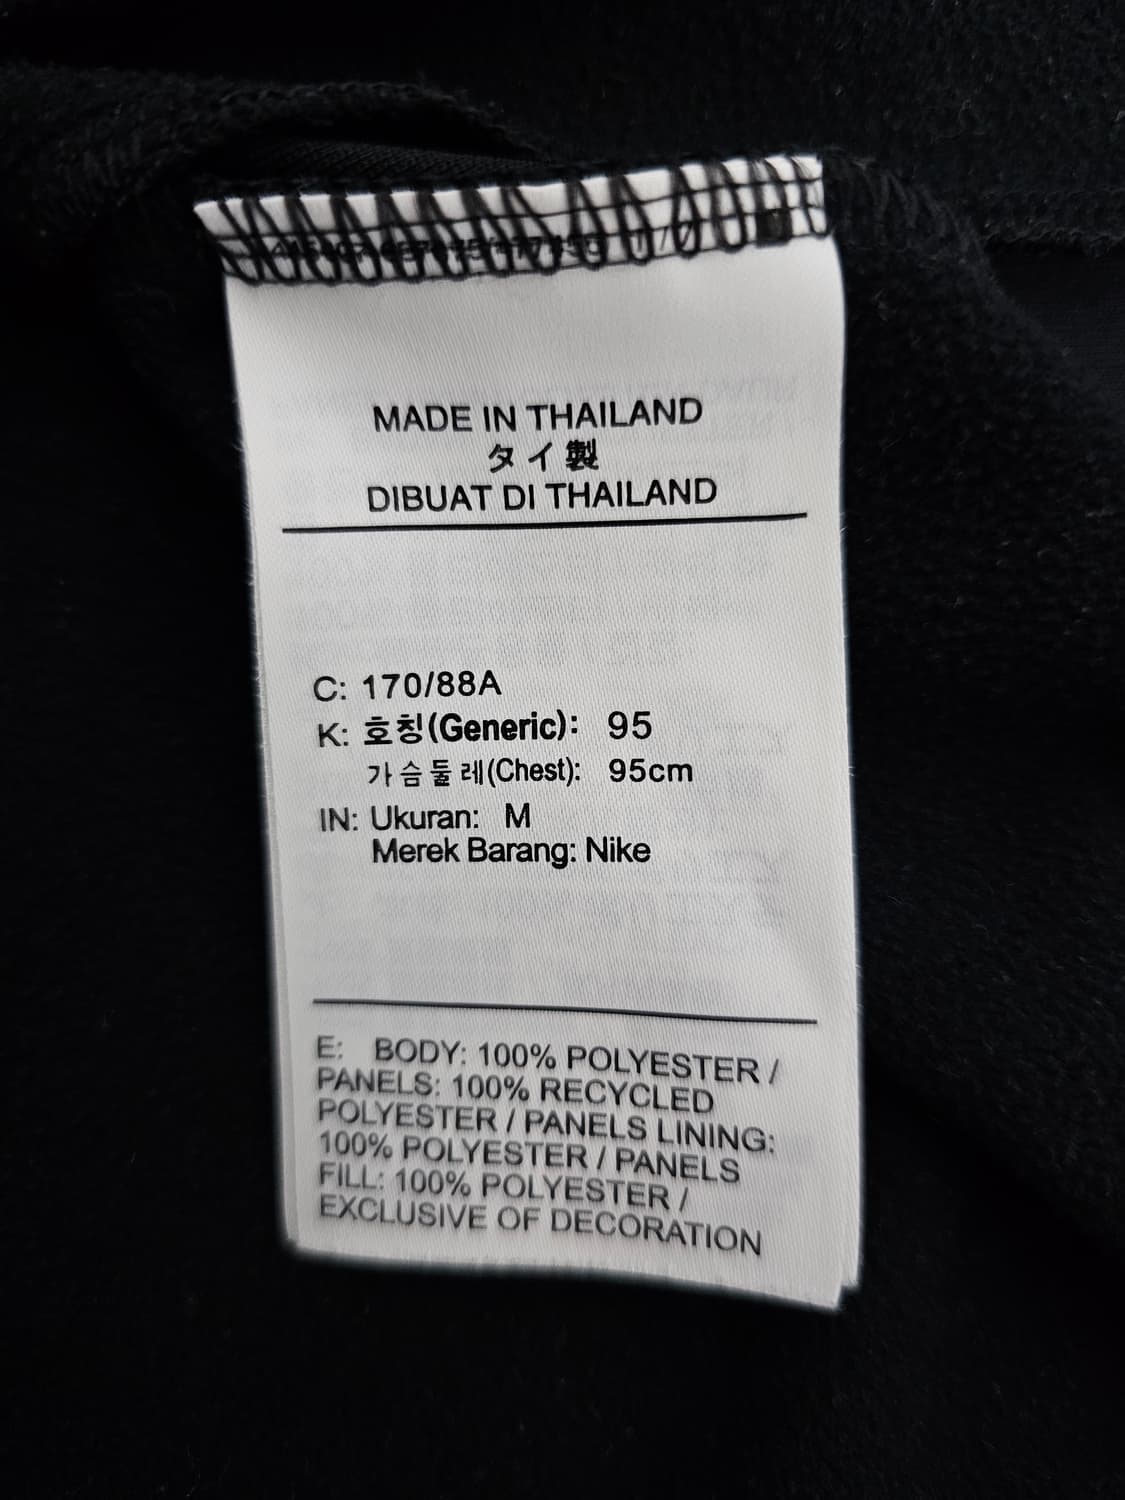 MADE IN THAILAND
タイ製
DIBUAT DI THAILAND
C: 170/88A
K: 호칭(Generic): 95
가슴둘레(Chest): 95cm
IN: Ukuran: M
Merek Barang: Nike
E: BODY: 100% POLYESTER /
PANELS: 100% RECYCLED
POLYESTER / PANELS LINING:
100% POLYESTER / PANELS
FILL: 100% POLYESTER /
EXCLUSIVE OF DECORATION